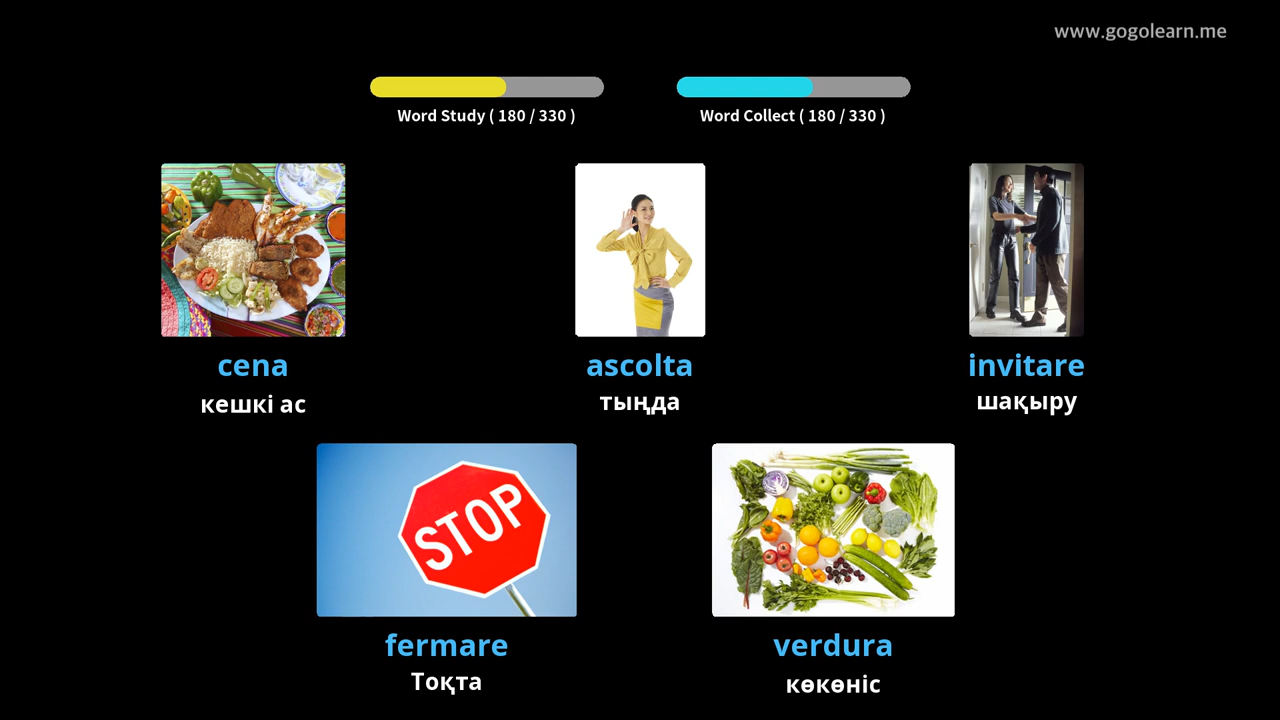 www.gogolearn.me
Word Study ( 180 / 330 )
Word Collect ( 180 / 330 )
cena
кешкі ас
ascolta
тыңда
invitare
шақыру
STOP
fermare
Тоқта
verdura
көкөніс